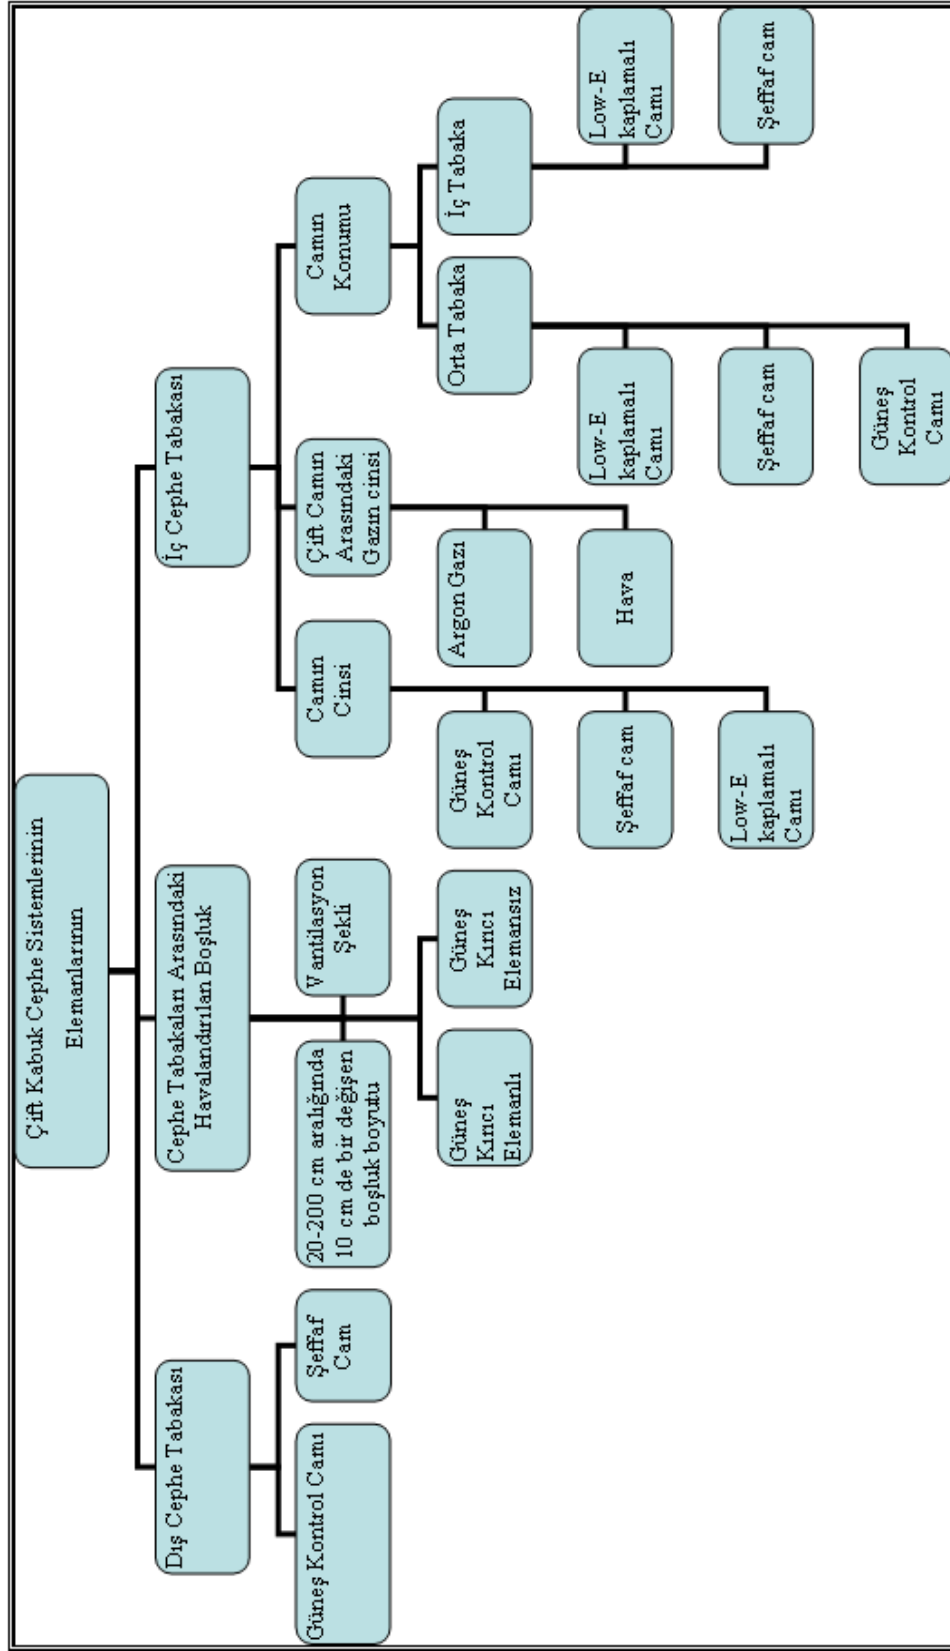 Çift Kabuk Cephe Sistemlerinin
Elemanlarının
Dış Cephe Tabakası
Cephe Tabakaları Arasındaki
Havalandırılan Boşluk
İç Cephe Tabakası
Güneş Kontrol Camı
Şeffaf
Cam
20-200 cm aralığında
10 cm de bir değişen
boşluk boyutu
Vantilasyon
Şekli
Camın
Cinsi
Çift Camın
Arasındaki
Gazın cinsi
Camın
Konumu
Güneş
Kırıcı
Elemanlı
Güneş
Kırıcı
Elemansız
Güneş
Kontrol
Camı
Argon Gazı
Orta Tabaka
İç Tabaka
Şeffaf cam
Hava
Low-E
kaplamalı
Camı
Low-E
kaplamalı
Camı
Low-E
kaplamalı
Camı
Şeffaf cam
Şeffaf cam
Güneş
Kontrol
Camı